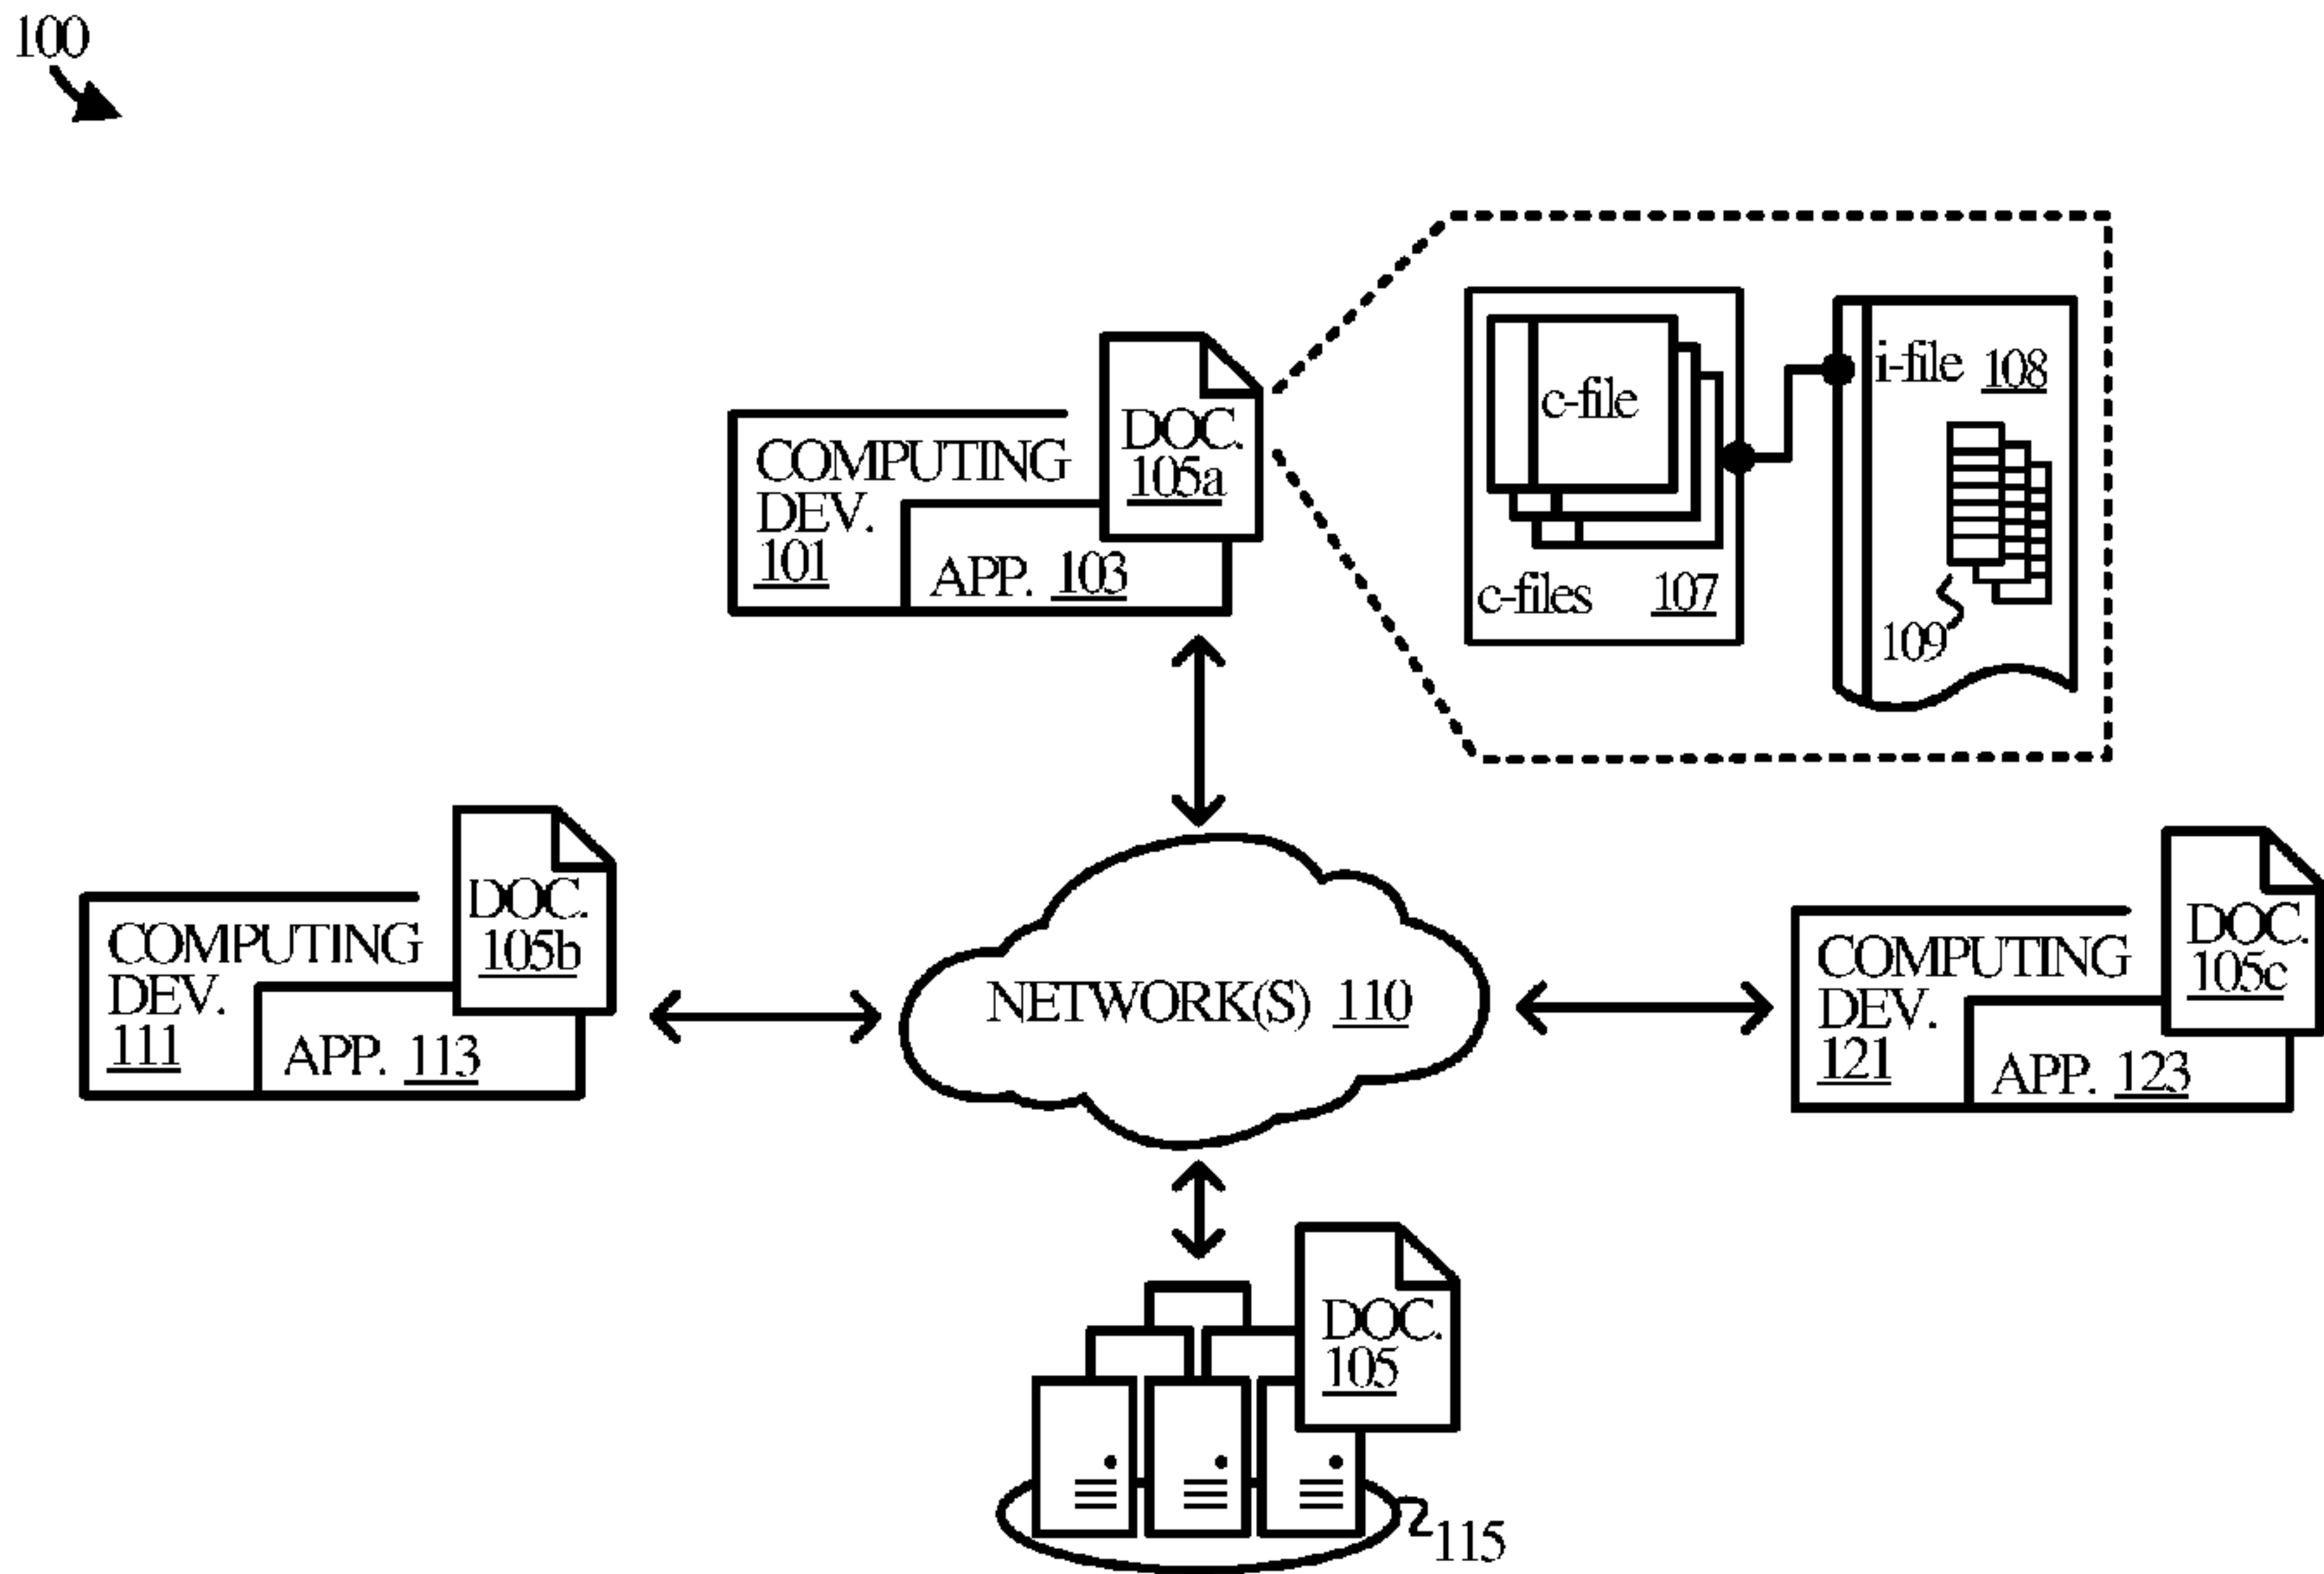 100
c-file
i-file 108
c-files 107
109
DOC.
105a
COMPUTING
DEV.
101
APP. 103
DOC.
105b
COMPUTING
DEV.
111
APP. 113
NETWORK(S) 110
DOC.
105c
COMPUTING
DEV.
121
APP. 123
DOC.
105
115